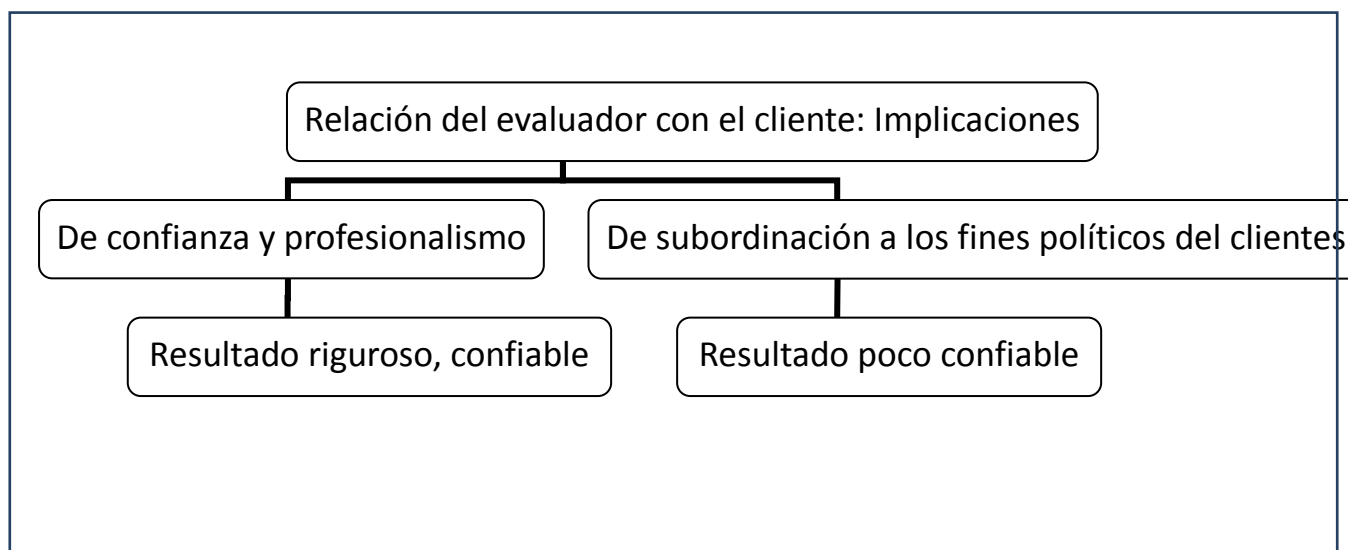 Relación del evaluador con el cliente: Implicaciones
De confianza y profesionalismo
De subordinación a los fines políticos del clientes
Resultado riguroso, confiable
Resultado poco confiable